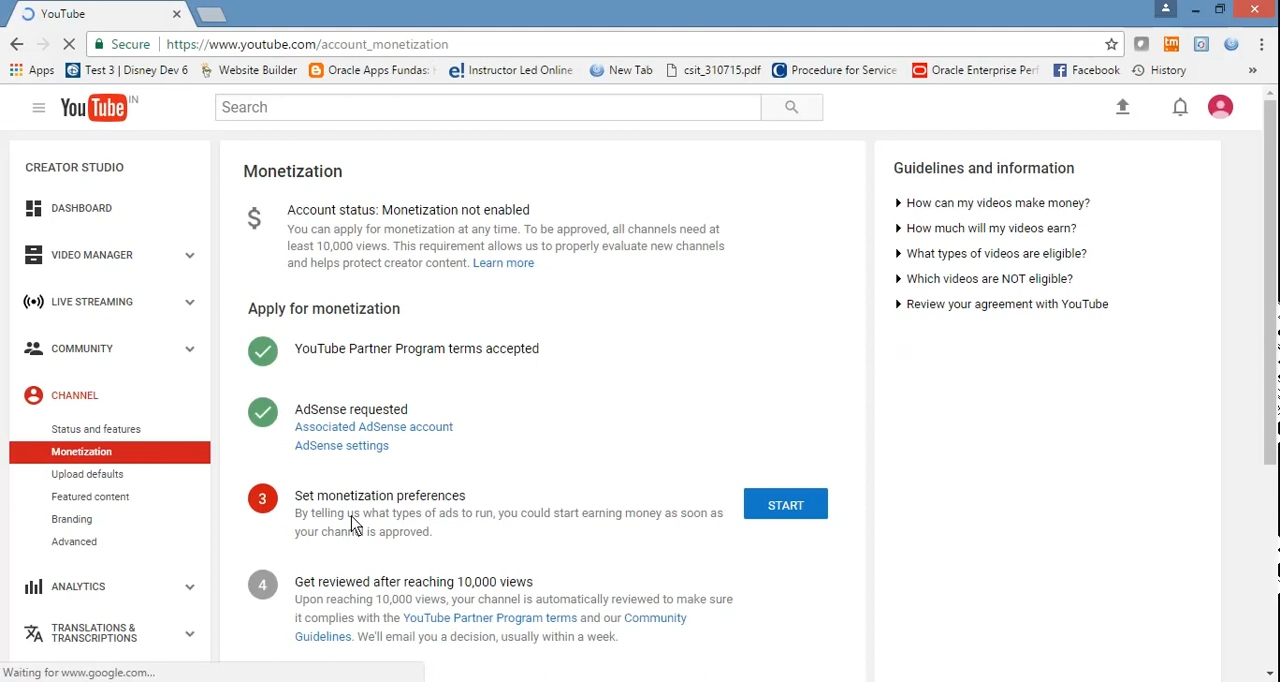 YouTube
Secure
https://www.youtube.com/account_monetization
Apps
Test 3 | Disney Dev 6
Website Builder
Oracle Apps Fundas:
Instructor Led Online
New Tab
csit_310715.pdf
Procedure for Service
Oracle Enterprise Perf
Facebook
History
»
YouTube IN
Search
CREATOR STUDIO
DASHBOARD
VIDEO MANAGER
LIVE STREAMING
COMMUNITY
CHANNEL
Status and features
Monetization
Upload defaults
Featured content
Branding
Advanced
ANALYTICS
TRANSLATIONS &
TRANSCRIPTIONS
Monetization
$
Account status: Monetization not enabled
You can apply for monetization at any time. To be approved, all channels need at
least 10,000 views. This requirement allows us to properly evaluate new channels
and helps protect creator content. Learn more
Apply for monetization
YouTube Partner Program terms accepted
AdSense requested
Associated AdSense account
AdSense settings
3
Set monetization preferences
By telling us what types of ads to run, you could start earning money as soon as
your channel is approved.
START
4
Get reviewed after reaching 10,000 views
Upon reaching 10,000 views, your channel is automatically reviewed to make sure
it complies with the YouTube Partner Program terms and our Community
Guidelines. We'll email you a decision, usually within a week.
Guidelines and information
How can my videos make money?
How much will my videos earn?
What types of videos are eligible?
Which videos are NOT eligible?
Review your agreement with YouTube
Waiting for www.google.com...